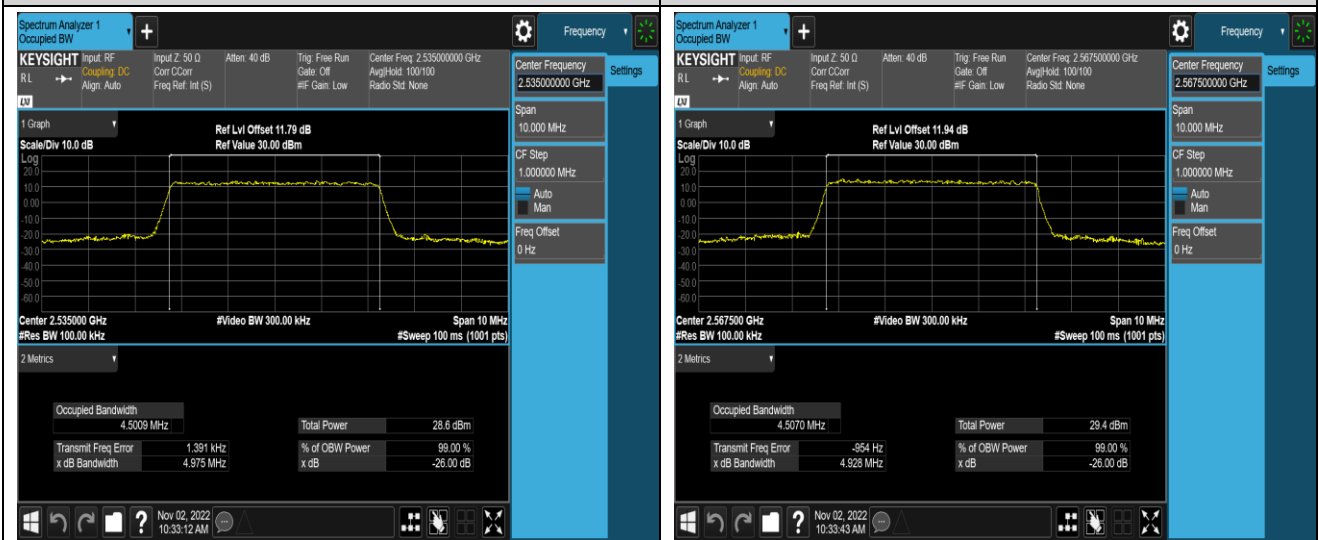 Spectrum Analyzer 1
Occupied BW
+
Frequency
KEYSIGHT
RL
LXI
Input: RF
Coupling: DC
Align: Auto
Input Z: 50 Ω
Corr CCorr
Freq Ref: Int (S)
Atten: 40 dB
Trig: Free Run
Gate: Off
#IF Gain: Low
Center Freq: 2.535000000 GHz
Avg|Hold: 100/100
Radio Std: None
Center Frequency
2.535000000 GHz
Settings
Span
10.000 MHz
CF Step
1.000000 MHz
Auto
Man
Freq Offset
0 Hz
1 Graph
Scale/Div 10.0 dB
Ref Lvl Offset 11.79 dB
Ref Value 30.00 dBm
Log
20.0
10.0
0.00
-10.0
-20.0
-30.0
-40.0
-50.0
-60.0
Center 2.535000 GHz
#Video BW 300.00 kHz
Span 10 MHz
#Res BW 100.00 kHz
#Sweep 100 ms (1001 pts)
2 Metrics
Occupied Bandwidth
4.5009 MHz
Total Power 28.6 dBm
Transmit Freq Error 1.391 kHz
% of OBW Power 99.00 %
x dB Bandwidth 4.975 MHz
x dB -26.00 dB
?
Nov 02, 2022
10:33:12 AM
Spectrum Analyzer 1
Occupied BW
+
Frequency
KEYSIGHT
RL
LXI
Input: RF
Coupling: DC
Align: Auto
Input Z: 50 Ω
Corr CCorr
Freq Ref: Int (S)
Atten: 40 dB
Trig: Free Run
Gate: Off
#IF Gain: Low
Center Freq: 2.567500000 GHz
Avg|Hold: 100/100
Radio Std: None
Center Frequency
2.567500000 GHz
Settings
Span
10.000 MHz
CF Step
1.000000 MHz
Auto
Man
Freq Offset
0 Hz
1 Graph
Scale/Div 10.0 dB
Ref Lvl Offset 11.94 dB
Ref Value 30.00 dBm
Log
20.0
10.0
0.00
-10.0
-20.0
-30.0
-40.0
-50.0
-60.0
Center 2.567500 GHz
#Video BW 300.00 kHz
Span 10 MHz
#Res BW 100.00 kHz
#Sweep 100 ms (1001 pts)
2 Metrics
Occupied Bandwidth
4.5070 MHz
Total Power 29.4 dBm
Transmit Freq Error -954 Hz
% of OBW Power 99.00 %
x dB Bandwidth 4.928 MHz
x dB -26.00 dB
?
Nov 02, 2022
10:33:43 AM